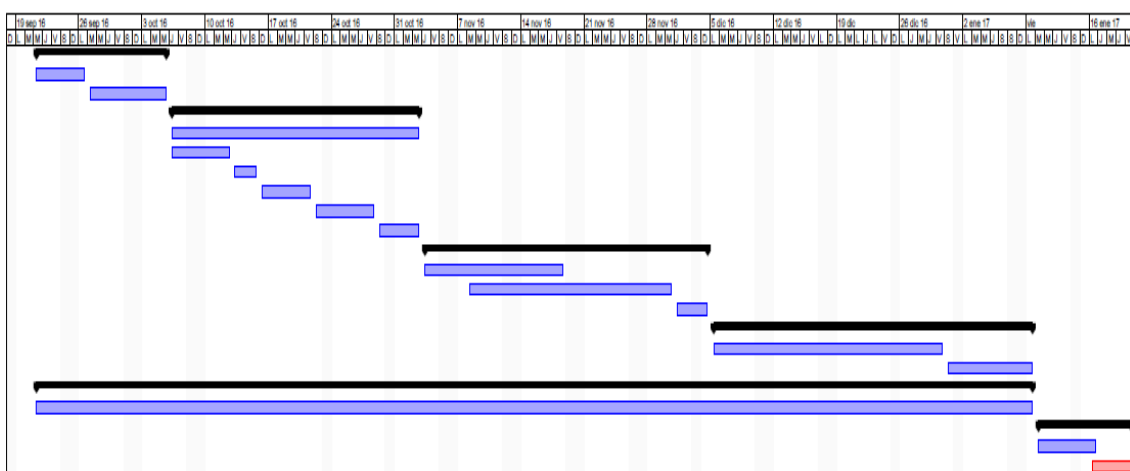 19 sep 16 26 sep 16 3 oct 16 10 oct 16 17 oct 16 24 oct 16 31 oct 16 7 nov 16 14 nov 16 21 nov 16 28 nov 16 5 dic 16 12 dic 16 19 dic 26 dic 16 2 ene 17 vie 16 ene 17
D L M M J V S D L M M J V S D L M M J V S D L M M J V S D L M M J V S D L M M J V S D L M M J V S D L M M J V S D L M M J V S D L M M J V S D L M M J V S D L M M J V S D L M M J V S D